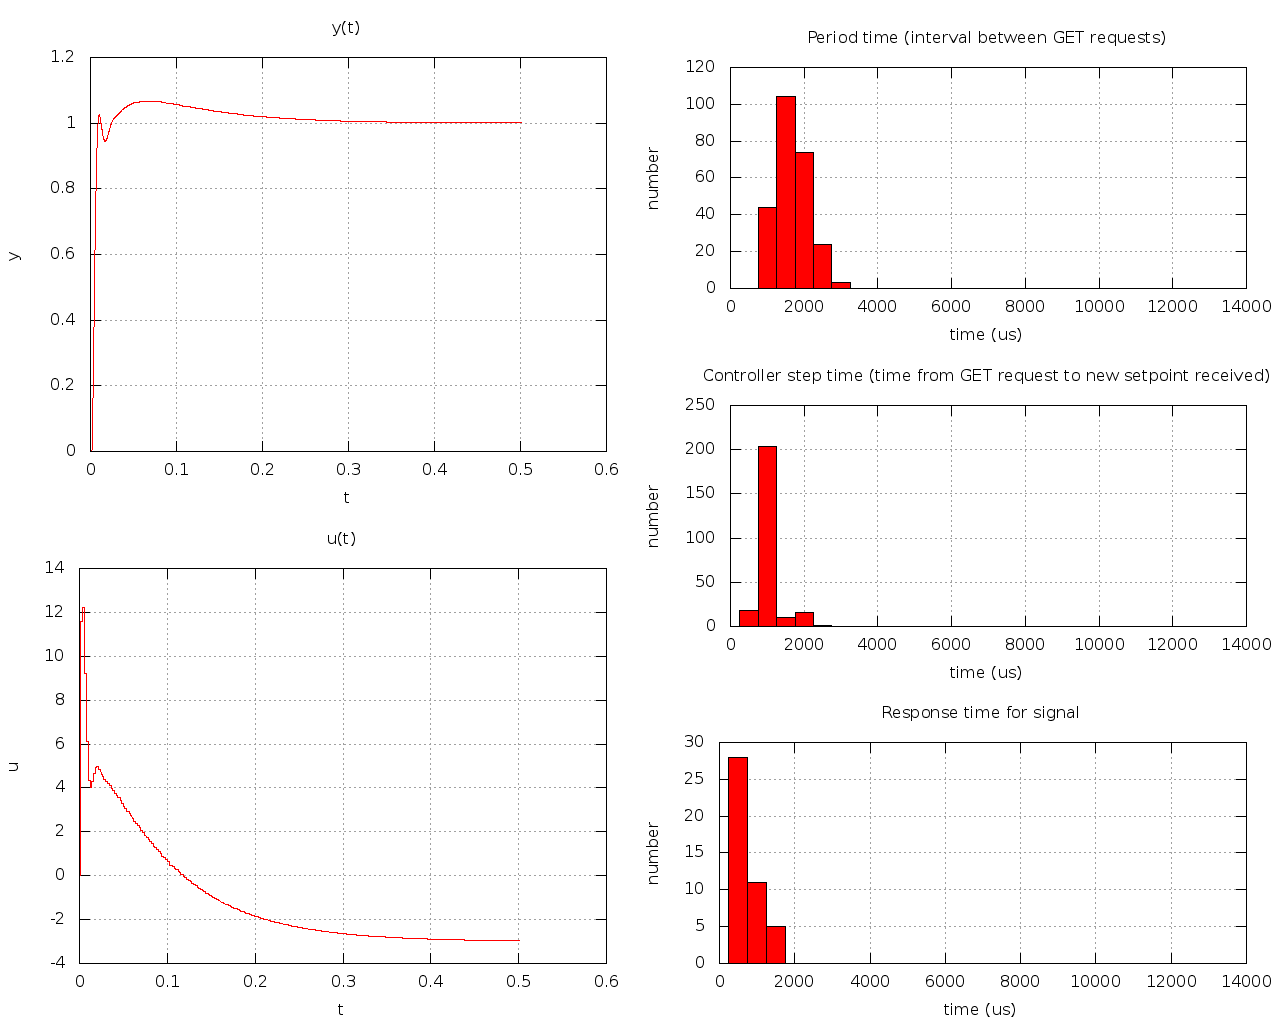 y(t)
1.2
1
0.8
0.6
0.4
0.2
0
y
0 0.1 0.2 0.3 0.4 0.5 0.6
t
u(t)
14
12
10
8
6
4
2
0
-2
-4
u
0 0.1 0.2 0.3 0.4 0.5 0.6
t
Period time (interval between GET requests)
120
100
80
60
40
20
0
number
0 2000 4000 6000 8000 10000 12000 14000
time (us)
Controller step time (time from GET request to new setpoint received)
250
200
150
100
50
0
number
0 2000 4000 6000 8000 10000 12000 14000
time (us)
Response time for signal
30
25
20
15
10
5
0
number
0 2000 4000 6000 8000 10000 12000 14000
time (us)